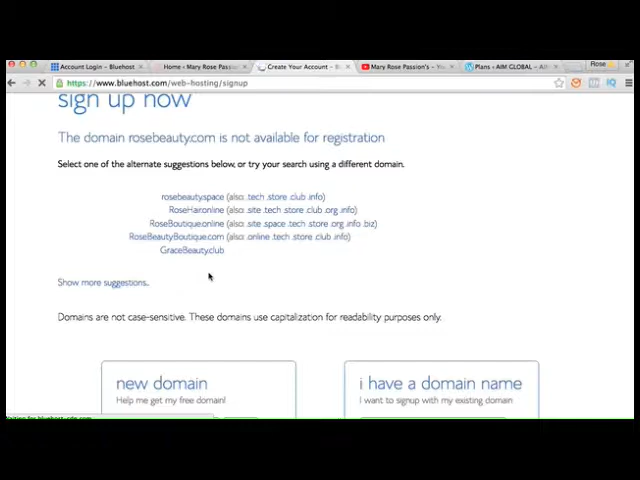 Account Login - Bluehost
Home ‹ Mary Rose Passion
Create Your Account - B
Mary Rose Passion's - Y
Plans ‹ AIM GLOBAL - AIM
Rose
https://www.bluehost.com/web-hosting/signup
sign up now
The domain rosebeauty.com is not available for registration
Select one of the alternate suggestions below, or try your search using a different domain.
rosebeauty.space (also: .tech .store .club .info)
RoseHair.online (also: .site .tech .store .club .org .info)
RoseBoutique.online (also: .site .space .tech .store .org .info .biz)
RoseBeautyBoutique.com (also: .online .tech .store .club .info)
GraceBeauty.club
Show more suggestions..
Domains are not case-sensitive. These domains use capitalization for readability purposes only.
new domain
Help me get my free domain!
i have a domain name
I want to signup with my existing domain